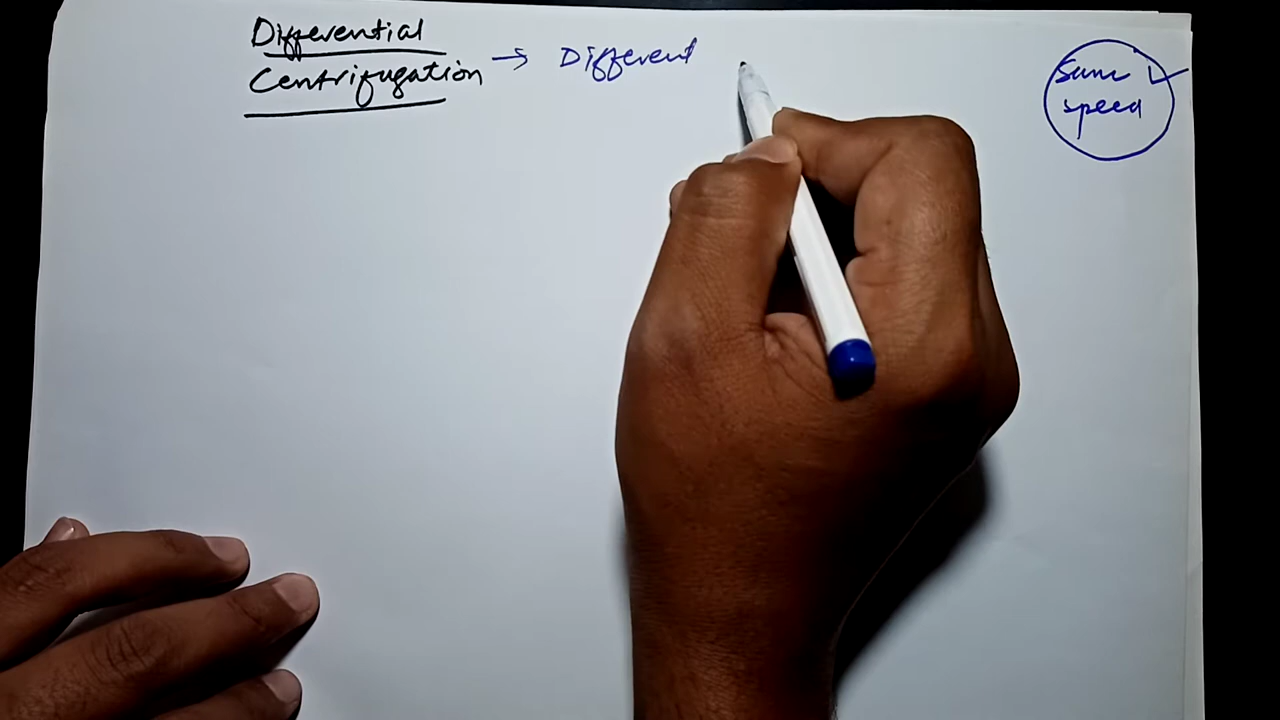 Differential
Centrifugation → Different
Same
speed